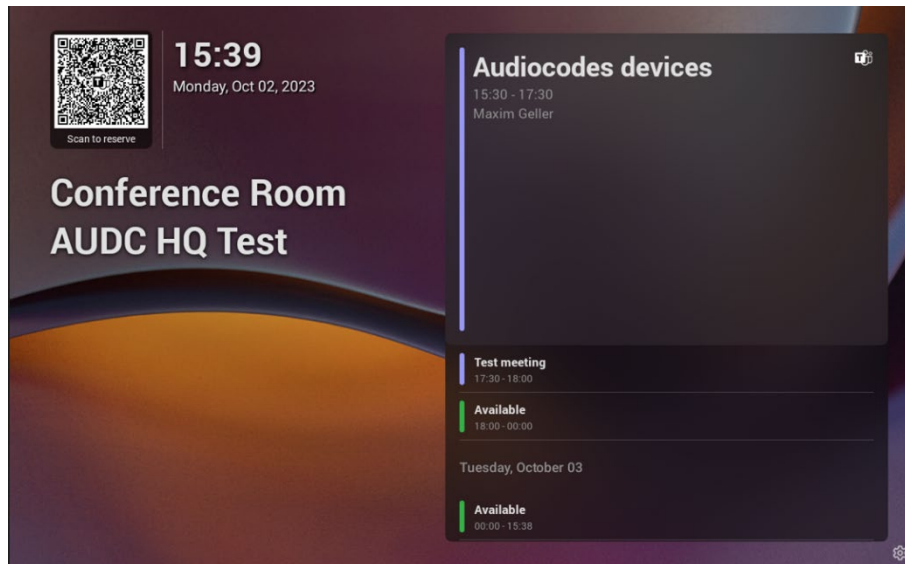 15:39
Monday, Oct 02, 2023
Scan to reserve
Conference Room
AUDC HQ Test
Audiocodes devices
15:30 - 17:30
Maxim Geller
Test meeting
17:30 - 18:00
Available
18:00 - 00:00
Tuesday, October 03
Available
00:00 - 15:38